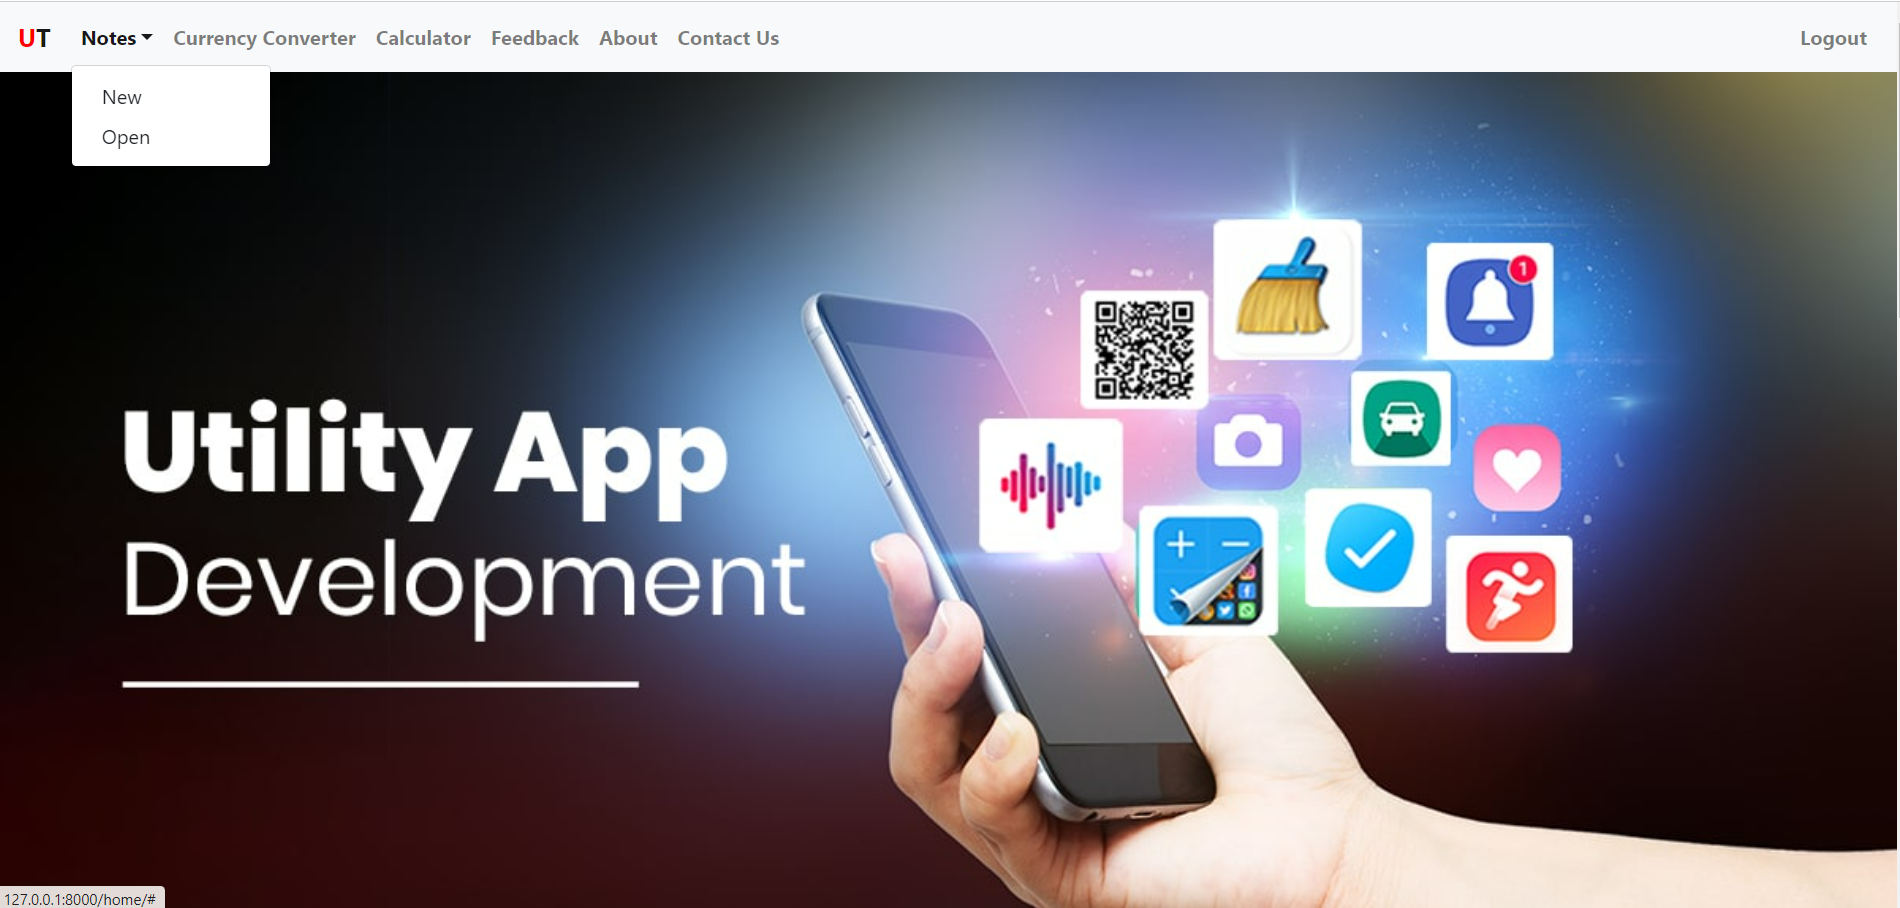 UT Notes Currency Converter Calculator Feedback About Contact Us Logout
New
Open
1
Utility App
Development
127.0.0.1:8000/home/#